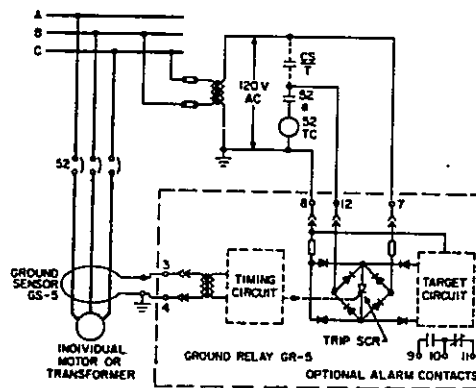 A
B
C
120 V
AC
CS
T
52
a
52
TC
52
8
12
7
GROUND
SENSOR
GS-5
3
4
TIMING
CIRCUIT
TARGET
CIRCUIT
TRIP SCR
INDIVIDUAL
MOTOR OR
TRANSFORMER
GROUND RELAY GR-5
9
10
11
OPTIONAL ALARM CONTACTS